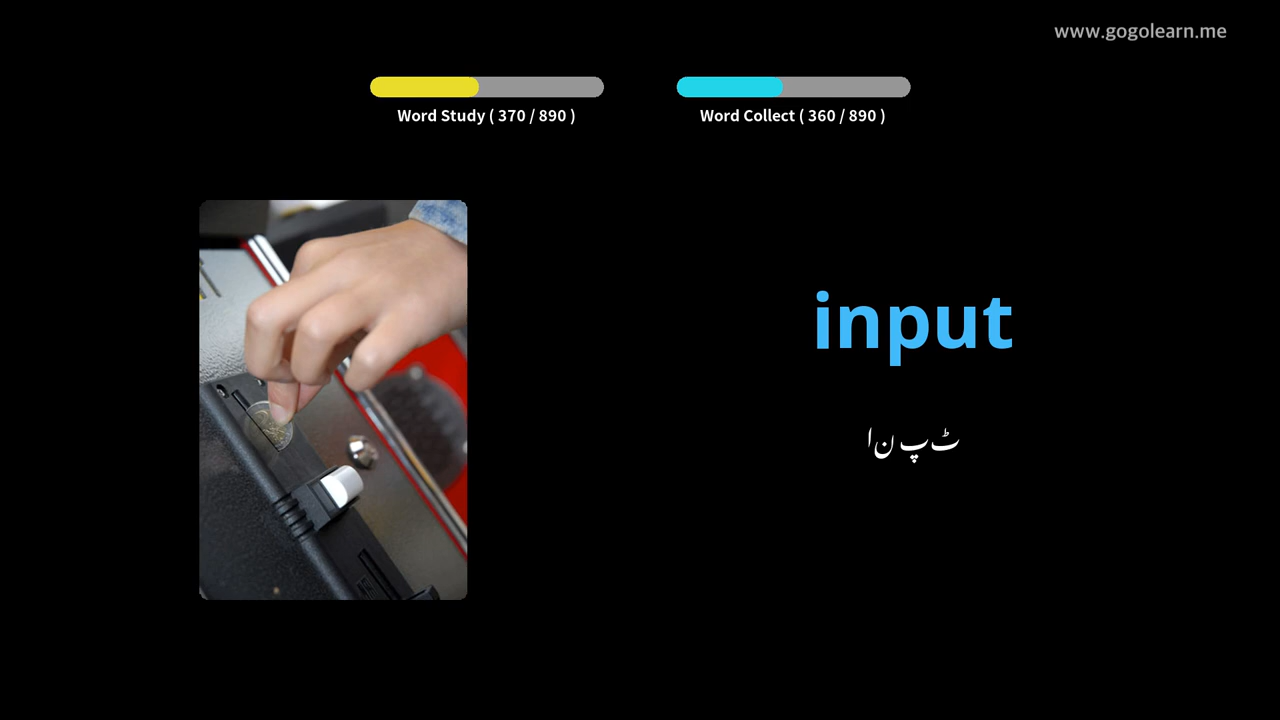 www.gogolearn.me
Word Study ( 370 / 890 )
Word Collect ( 360 / 890 )
input
ان پٹ